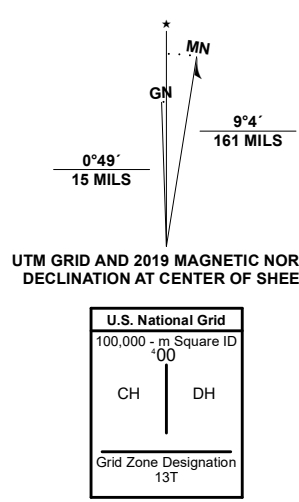 ★
MN
GN
9°4´
161 MILS
0°49´
15 MILS
UTM GRID AND 2019 MAGNETIC NOR
DECLINATION AT CENTER OF SHEE
U.S. National Grid
100,000 - m Square ID
⁴00
CH DH
Grid Zone Designation
13T